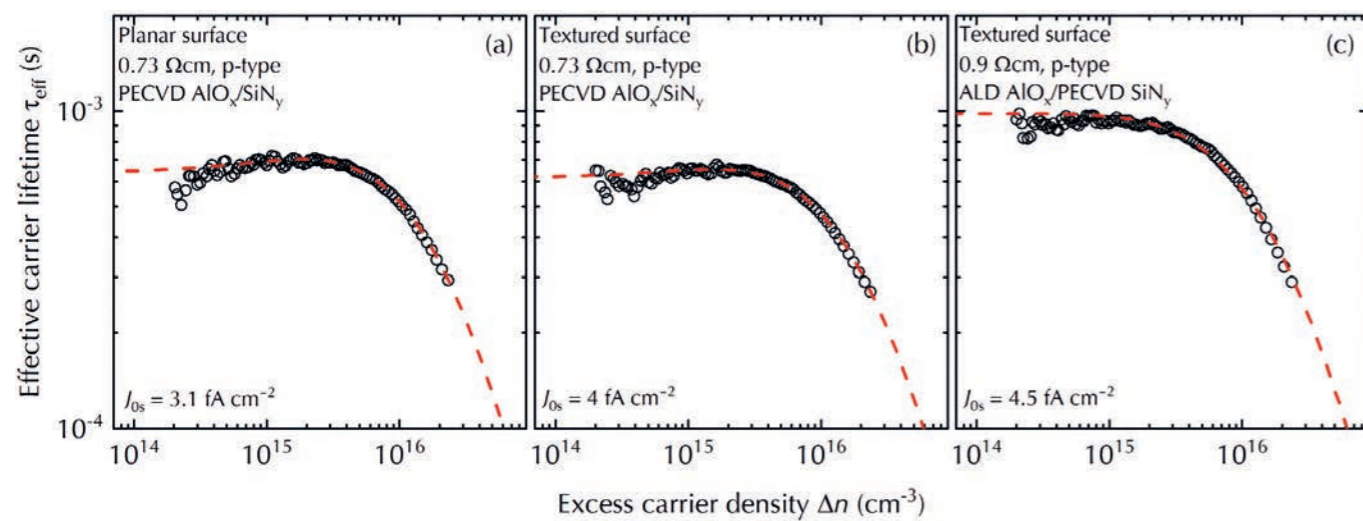 Effective carrier lifetime τeff (s)
10⁻³
10⁻⁴
Planar surface
(a)
0.73 Ωcm, p-type
PECVD AlOₓ/SiNy
J₀s = 3.1 fA cm⁻²
10¹⁴ 10¹⁵ 10¹⁶
Textured surface
(b)
0.73 Ωcm, p-type
PECVD AlOₓ/SiNy
J₀s = 4 fA cm⁻²
10¹⁴ 10¹⁵ 10¹⁶
Textured surface
(c)
0.9 Ωcm, p-type
ALD AlOₓ/PECVD SiNy
J₀s = 4.5 fA cm⁻²
10¹⁴ 10¹⁵ 10¹⁶
Excess carrier density Δn (cm⁻³)